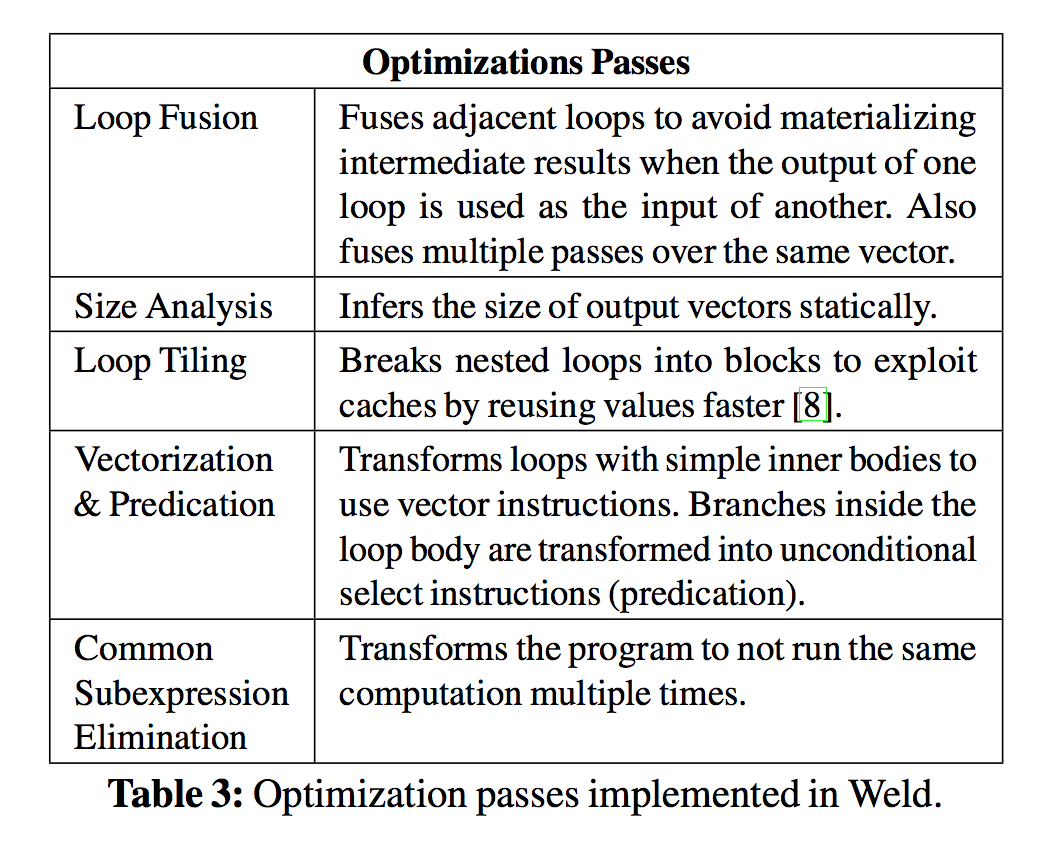 Optimizations Passes
Loop Fusion
Fuses adjacent loops to avoid materializing
intermediate results when the output of one
loop is used as the input of another. Also
fuses multiple passes over the same vector.
Size Analysis
Infers the size of output vectors statically.
Loop Tiling
Breaks nested loops into blocks to exploit
caches by reusing values faster [8].
Vectorization
& Predication
Transforms loops with simple inner bodies to
use vector instructions. Branches inside the
loop body are transformed into unconditional
select instructions (predication).
Common
Subexpression
Elimination
Transforms the program to not run the same
computation multiple times.
Table 3: Optimization passes implemented in Weld.